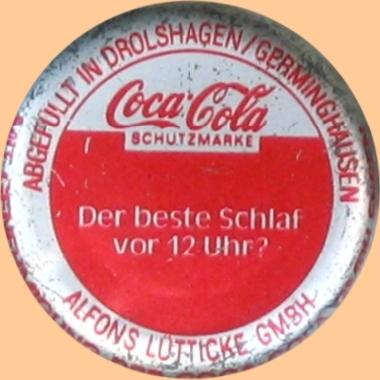 ABGEFÜLLT IN DROLSHAGEN/GERMINGHAUSEN
Coca-Cola
SCHUTZMARKE
Der beste Schlaf
vor 12 Uhr?
ALFONS LÜTTICKE GMBH